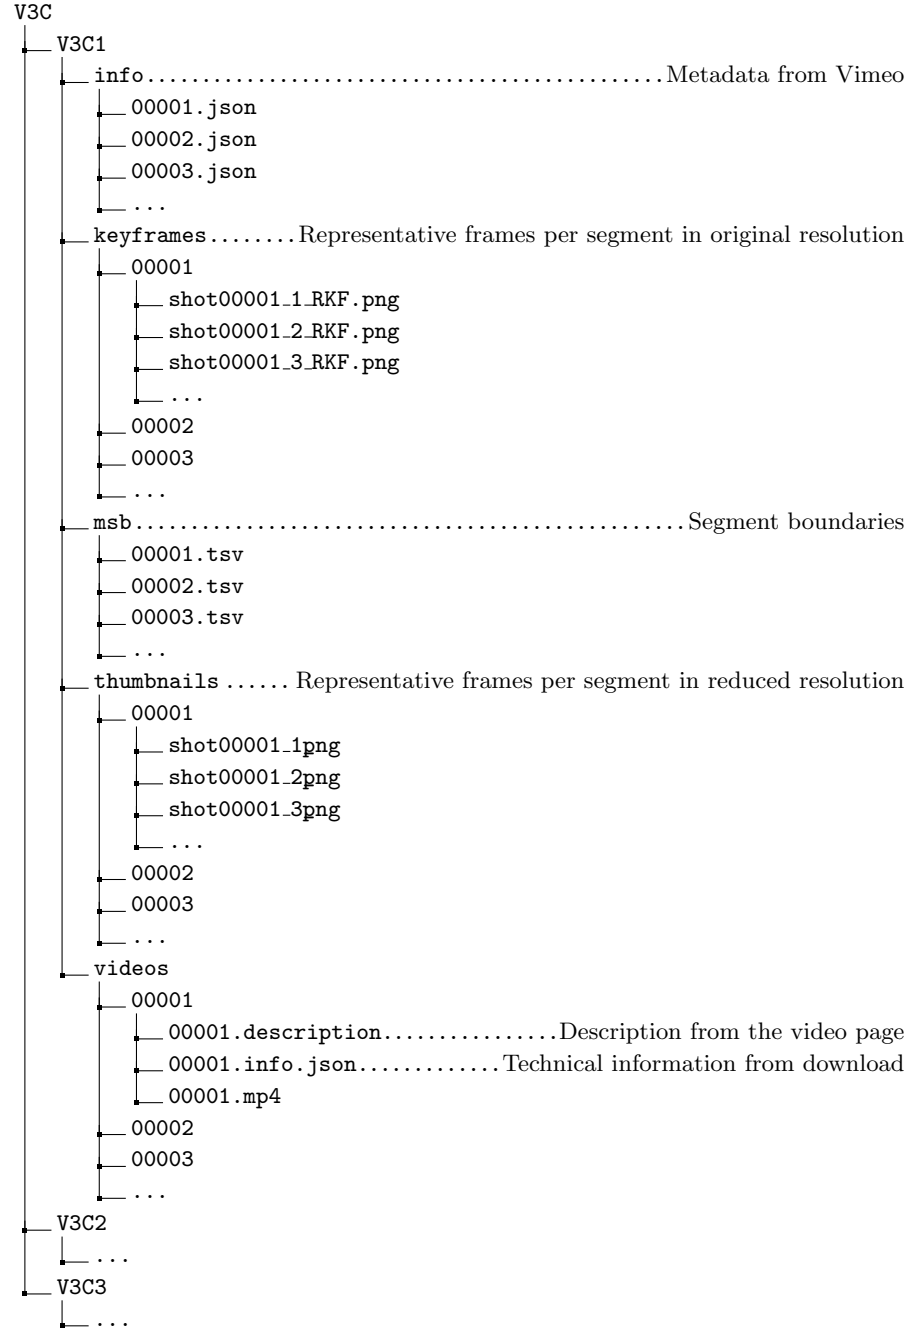 V3C
V3C1
info...............................................Metadata from Vimeo
00001.json
00002.json
00003.json
...
keyframes........Representative frames per segment in original resolution
00001
shot00001_1_RKF.png
shot00001_2_RKF.png
shot00001_3_RKF.png
...
00002
00003
...
msb..................................................Segment boundaries
00001.tsv
00002.tsv
00003.tsv
...
thumbnails ...... Representative frames per segment in reduced resolution
00001
shot00001_1png
shot00001_2png
shot00001_3png
...
00002
00003
...
videos
00001
00001.description................Description from the video page
00001.info.json.............Technical information from download
00001.mp4
00002
00003
...
V3C2
...
V3C3
...